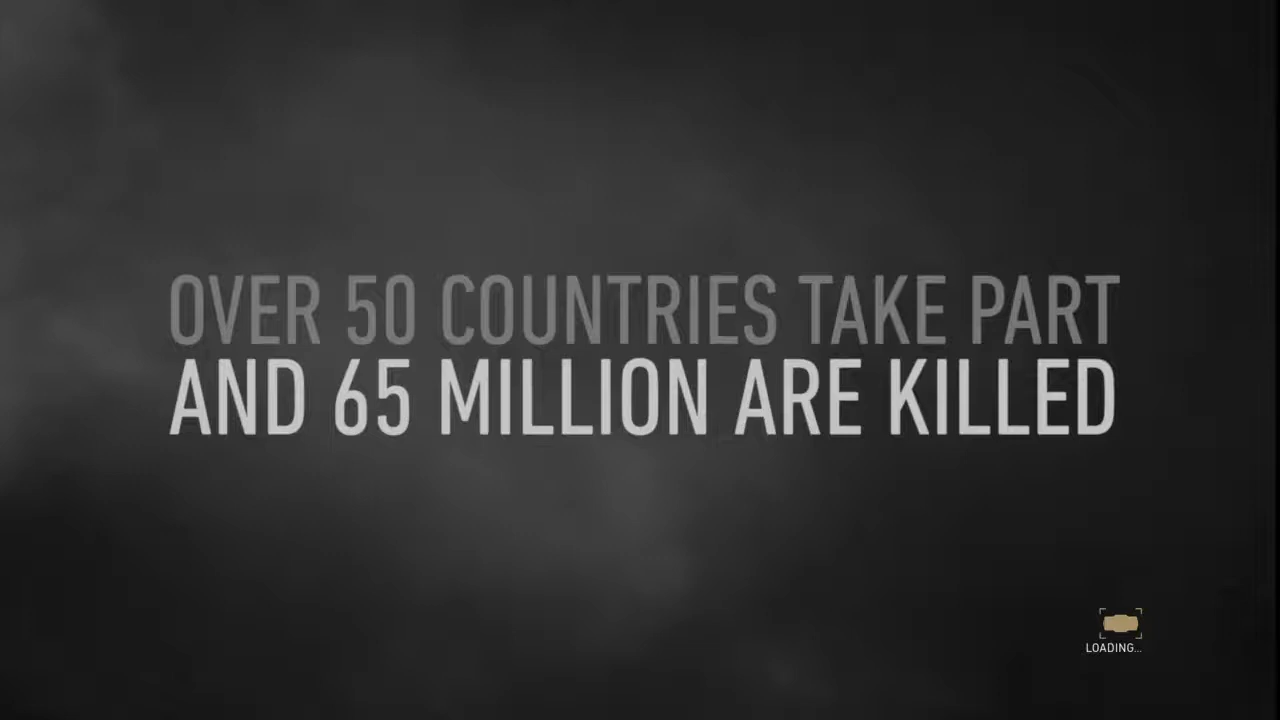 OVER 50 COUNTRIES TAKE PART
AND 65 MILLION ARE KILLED
LOADING...